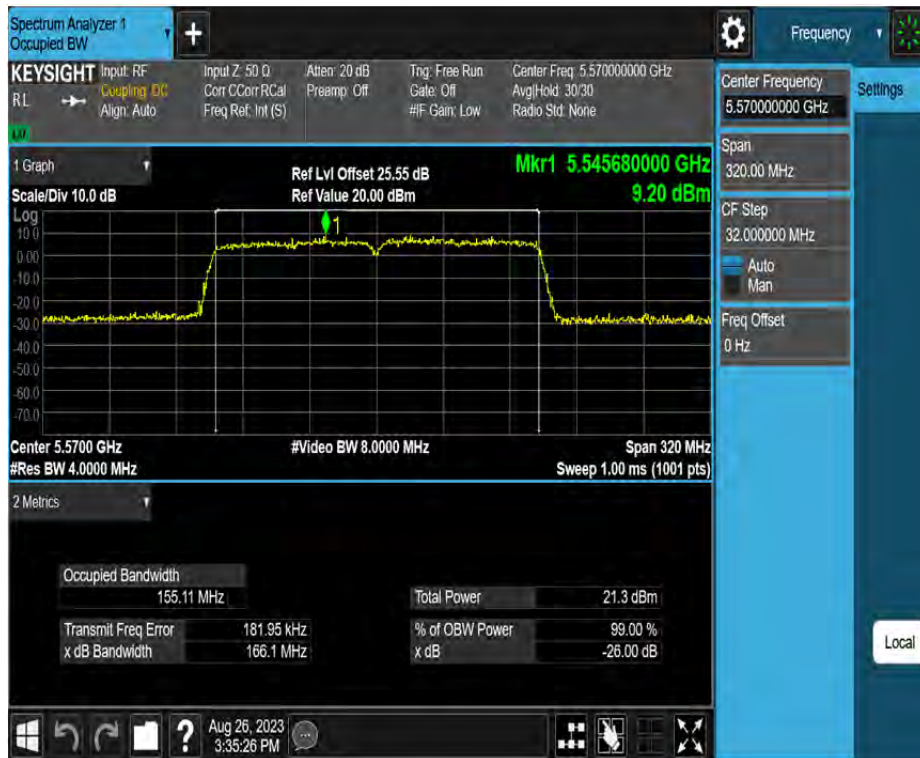 Spectrum Analyzer 1
Occupied BW
+
Frequency
KEYSIGHT
RL
Input: RF
Coupling: DC
Align: Auto
Input Z: 50 Ω
Corr CCorr RCal
Freq Ref: Int (S)
Atten: 20 dB
Preamp: Off
Trig: Free Run
Gate: Off
#IF Gain: Low
Center Freq: 5.570000000 GHz
Avg|Hold: 30/30
Radio Std: None
Center Frequency
5.570000000 GHz
Settings
Span
320.00 MHz
CF Step
32.000000 MHz
Auto
Man
Freq Offset
0 Hz
1 Graph
Scale/Div 10.0 dB
Ref Lvl Offset 25.55 dB
Ref Value 20.00 dBm
Mkr1 5.545680000 GHz
9.20 dBm
Log
10.0
0.00
-10.0
-20.0
-30.0
-40.0
-50.0
-60.0
-70.0
1
Center 5.5700 GHz
#Res BW 4.0000 MHz
#Video BW 8.0000 MHz
Span 320 MHz
Sweep 1.00 ms (1001 pts)
2 Metrics
Occupied Bandwidth
155.11 MHz
Total Power 21.3 dBm
Transmit Freq Error 181.95 kHz
% of OBW Power 99.00 %
x dB Bandwidth 166.1 MHz
x dB -26.00 dB
Local
?
Aug 26, 2023
3:35:26 PM